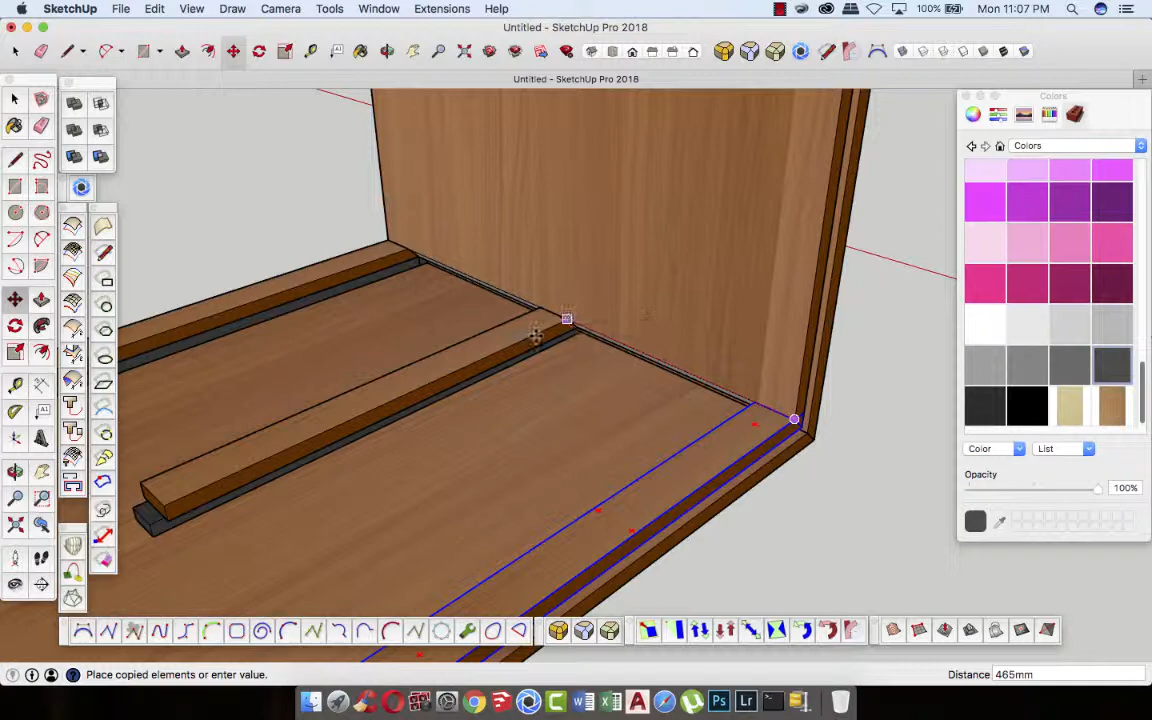 SketchUp File Edit View Draw Camera Tools Window Extensions Help 100% Mon 11:07 PM
Untitled - SketchUp Pro 2018
Untitled - SketchUp Pro 2018
Colors
Colors
Color List
Opacity
100%
Place copied elements or enter value.
Distance 465mm